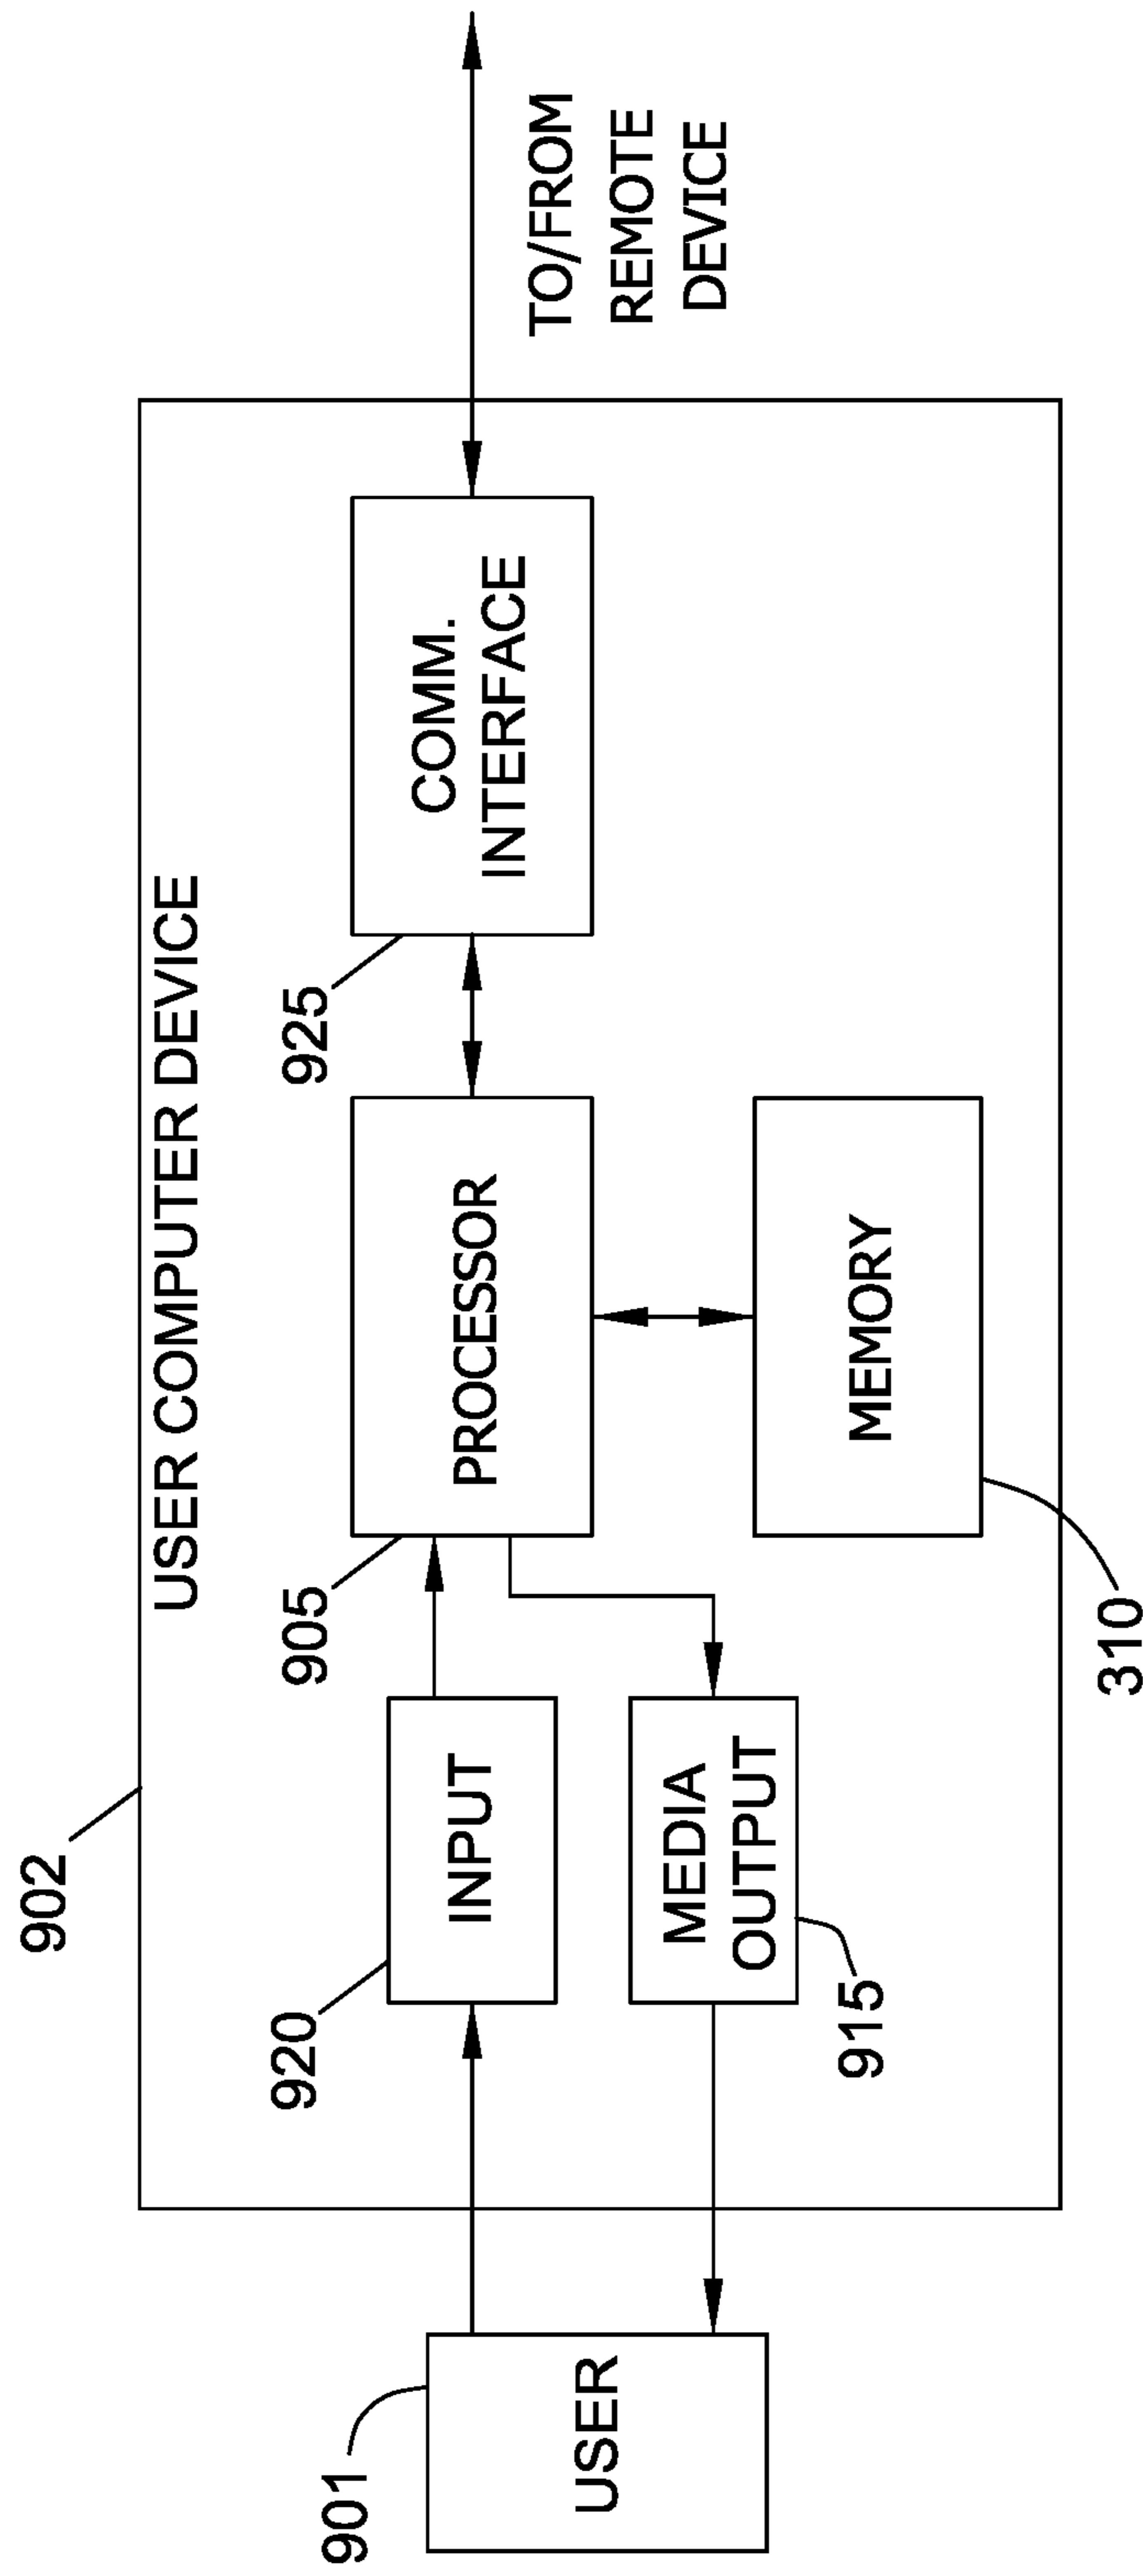 902
USER COMPUTER DEVICE
901
USER
920
INPUT
905
PROCESSOR
925
COMM.
INTERFACE
TO/FROM
REMOTE
DEVICE
MEDIA
OUTPUT
915
MEMORY
310